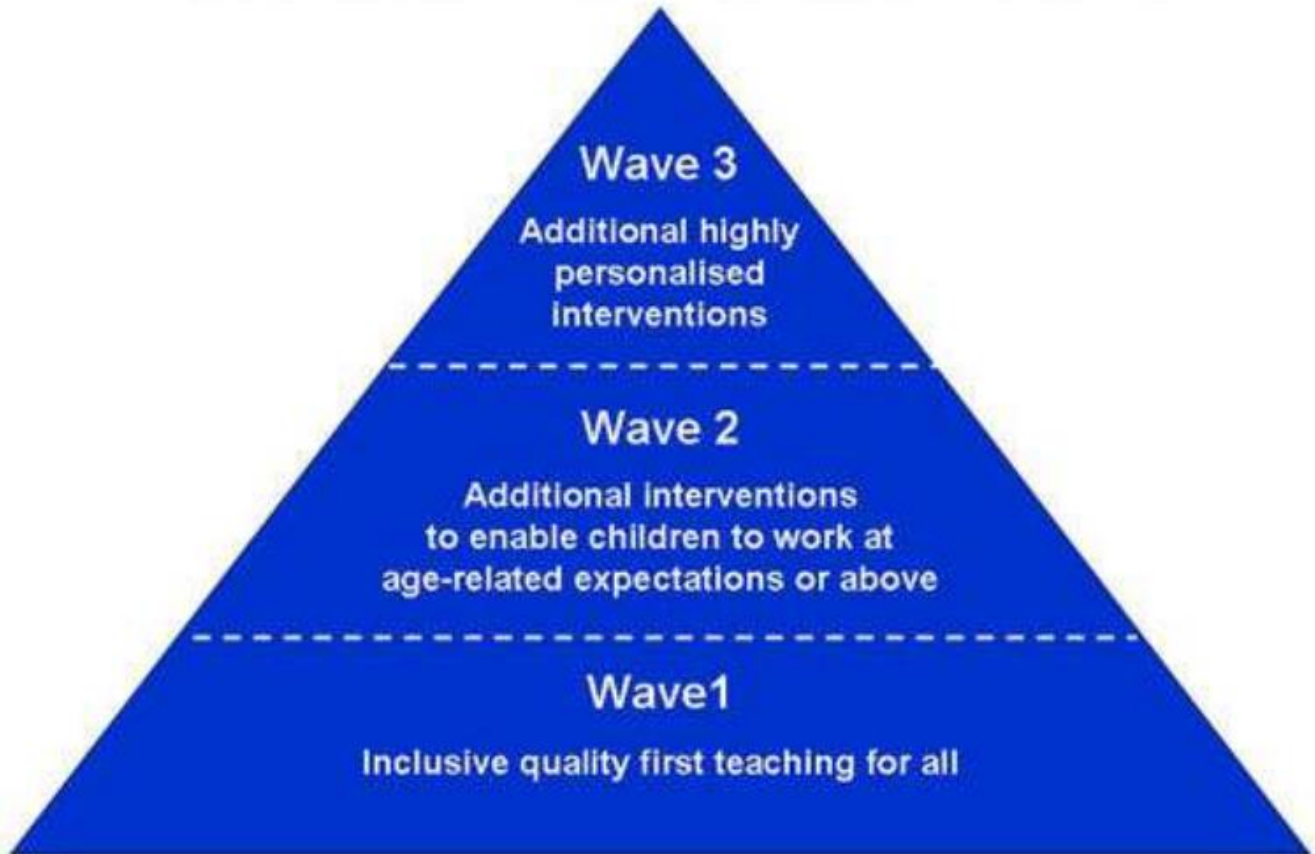 Wave 3
Additional highly
personalised
interventions
Wave 2
Additional interventions
to enable children to work at
age-related expectations or above
Wave1
Inclusive quality first teaching for all